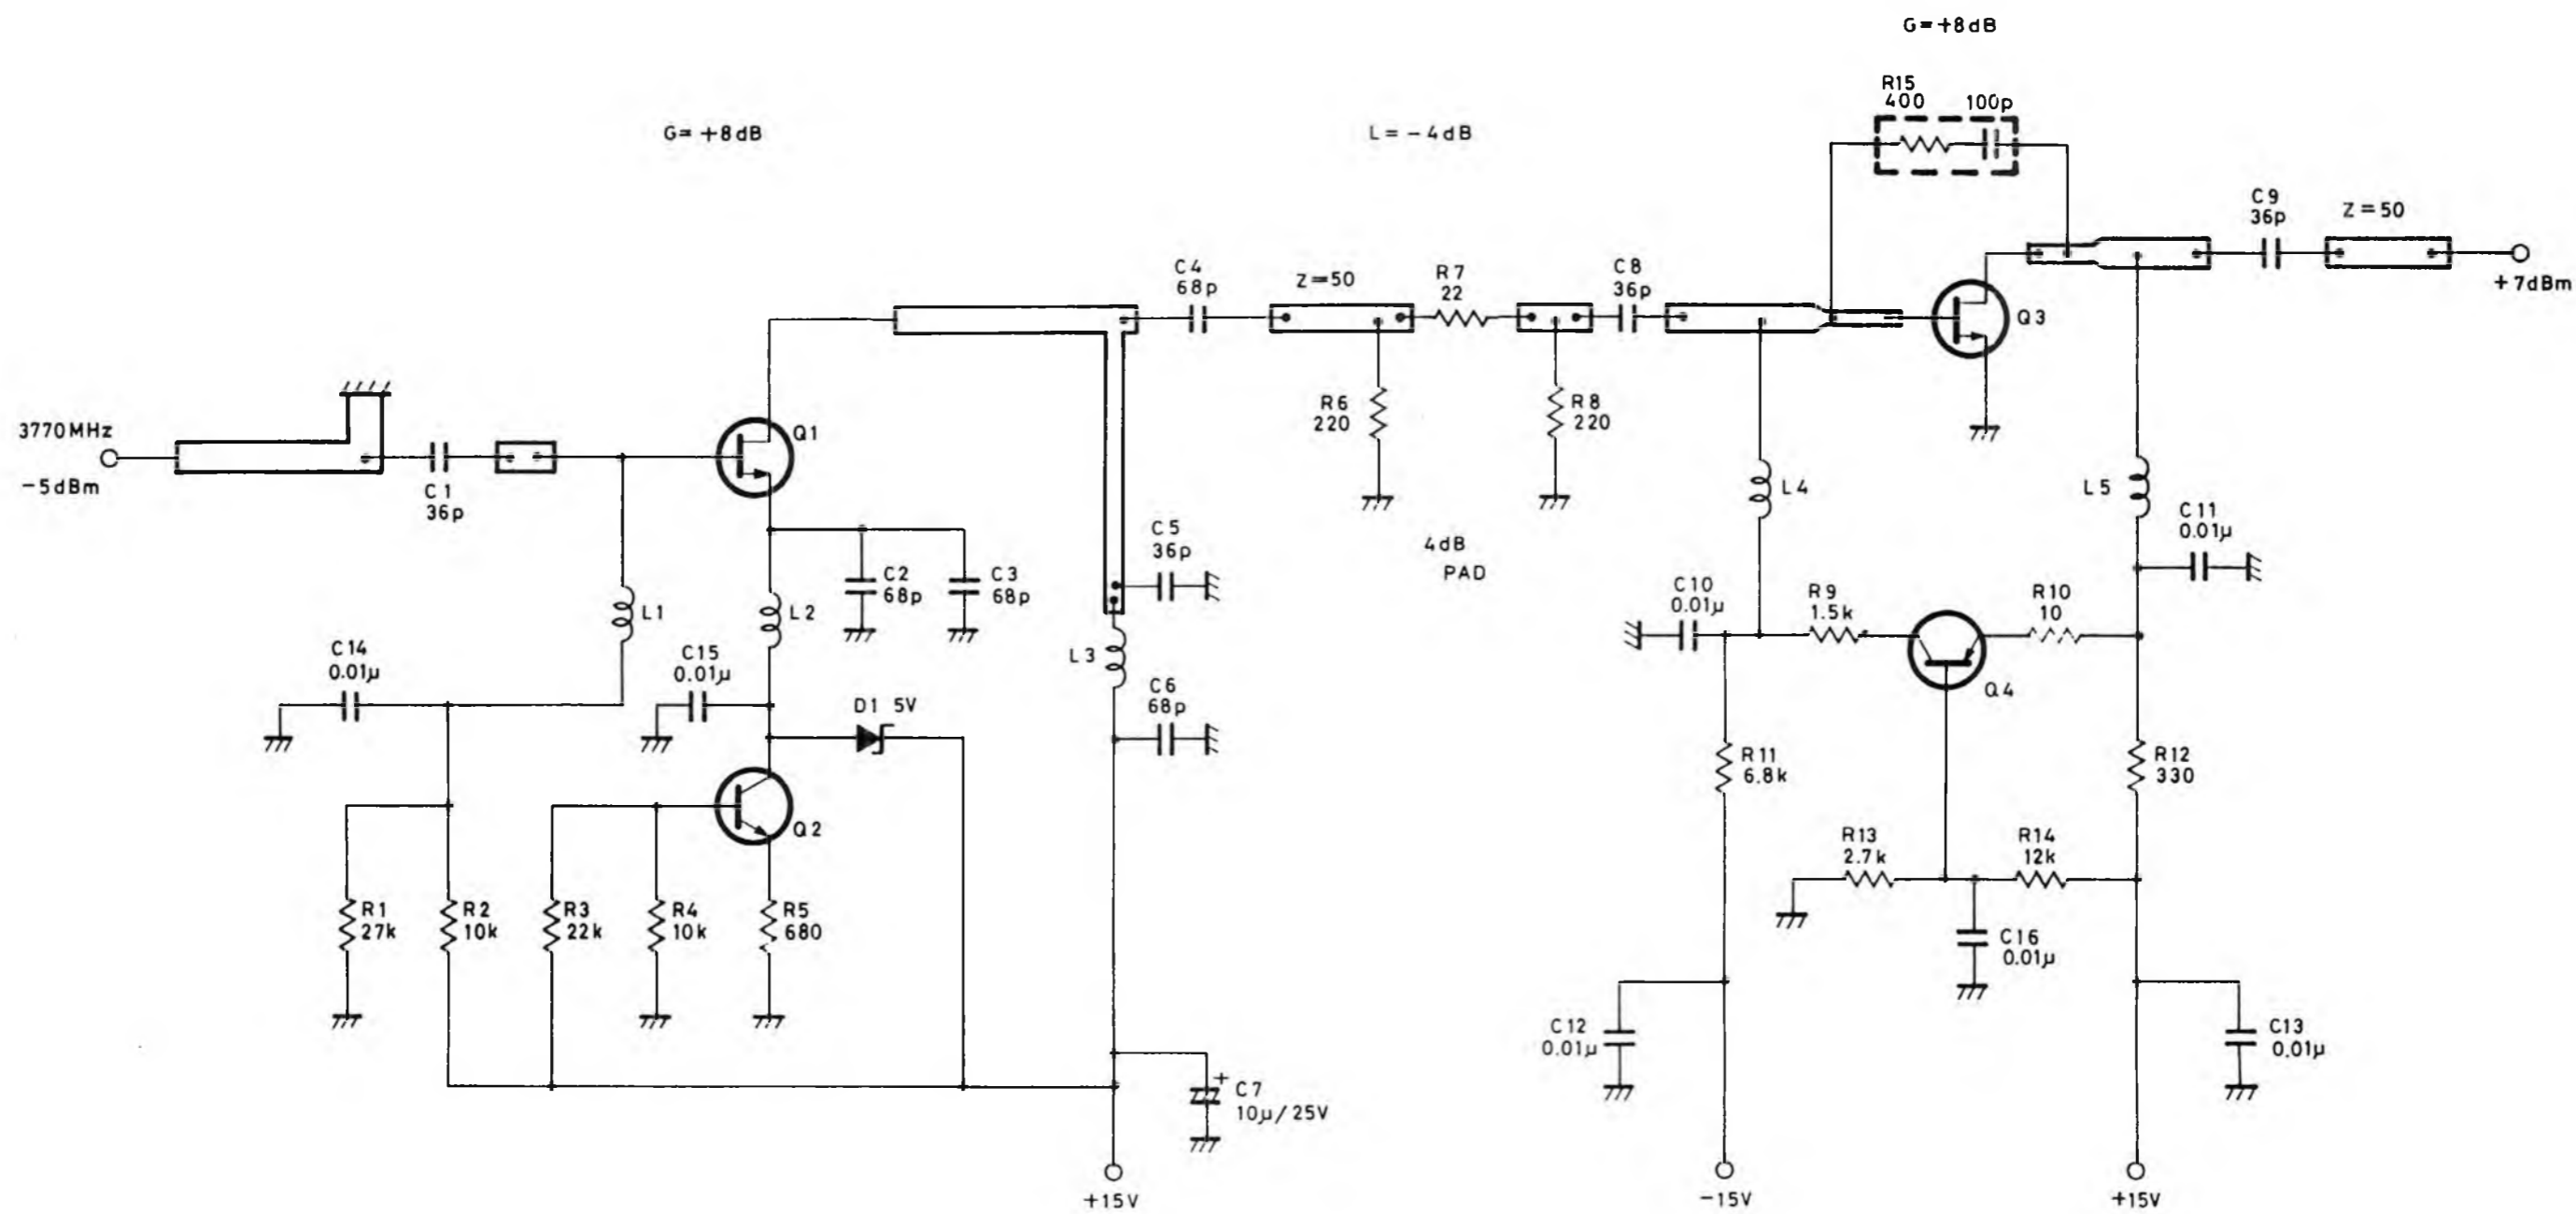 G=+8dB
R15
400 100p
G=+8dB
L=-4dB
C9
36p
Z=50
+7dBm
C4
68p
Z=50
R7
22
C8
36p
Q3
3770MHz
-5dBm
C1
36p
Q1
R6
220
R8
220
L4
L5
C11
0.01µ
4dB
PAD
C5
36p
C2
68p
C3
68p
L1
L2
L3
C10
0.01µ
R9
1.5k
R10
10
Q4
C14
0.01µ
C15
0.01µ
D1 5V
C6
68p
R11
6.8k
R12
330
Q2
R13
2.7k
R14
12k
R1
27k
R2
10k
R3
22k
R4
10k
R5
680
C16
0.01µ
C12
0.01µ
C13
0.01µ
+
C7
10µ/25V
+15V
-15V
+15V